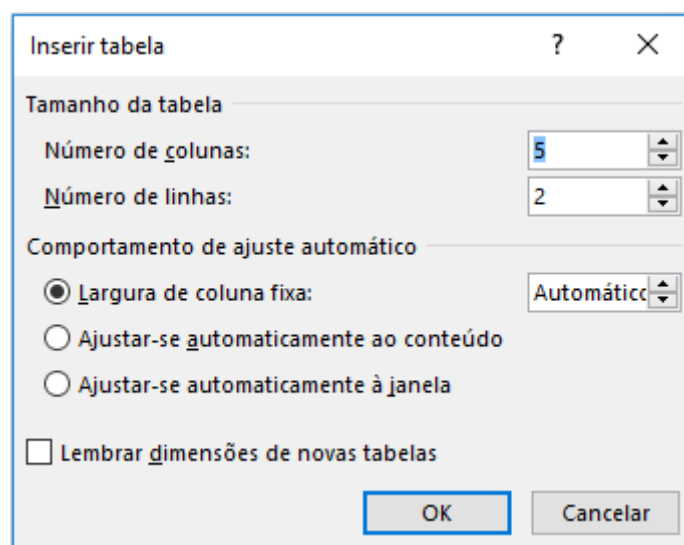 Inserir tabela ?
Tamanho da tabela
Número de colunas: 5
Número de linhas: 2
Comportamento de ajuste automático
Largura de coluna fixa: Automático
Ajustar-se automaticamente ao conteúdo
Ajustar-se automaticamente à janela
Lembrar dimensões de novas tabelas
OK Cancelar